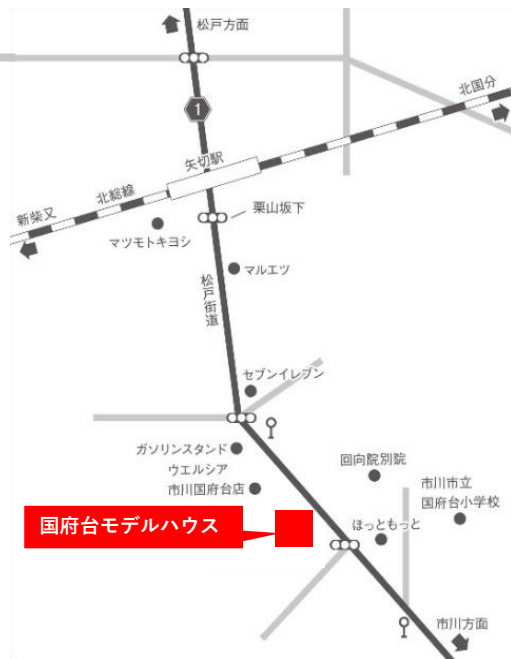 松戸方面
1
北国分
矢切駅
北総線
新柴又
栗山坂下
マツモトキヨシ
マルエツ
松戸街道
セブンイレブン
ガソリンスタンド
ウエルシア
市川国府台店
回向院別院
市川市立
国府台小学校
国府台モデルハウス
ほっともっと
市川方面